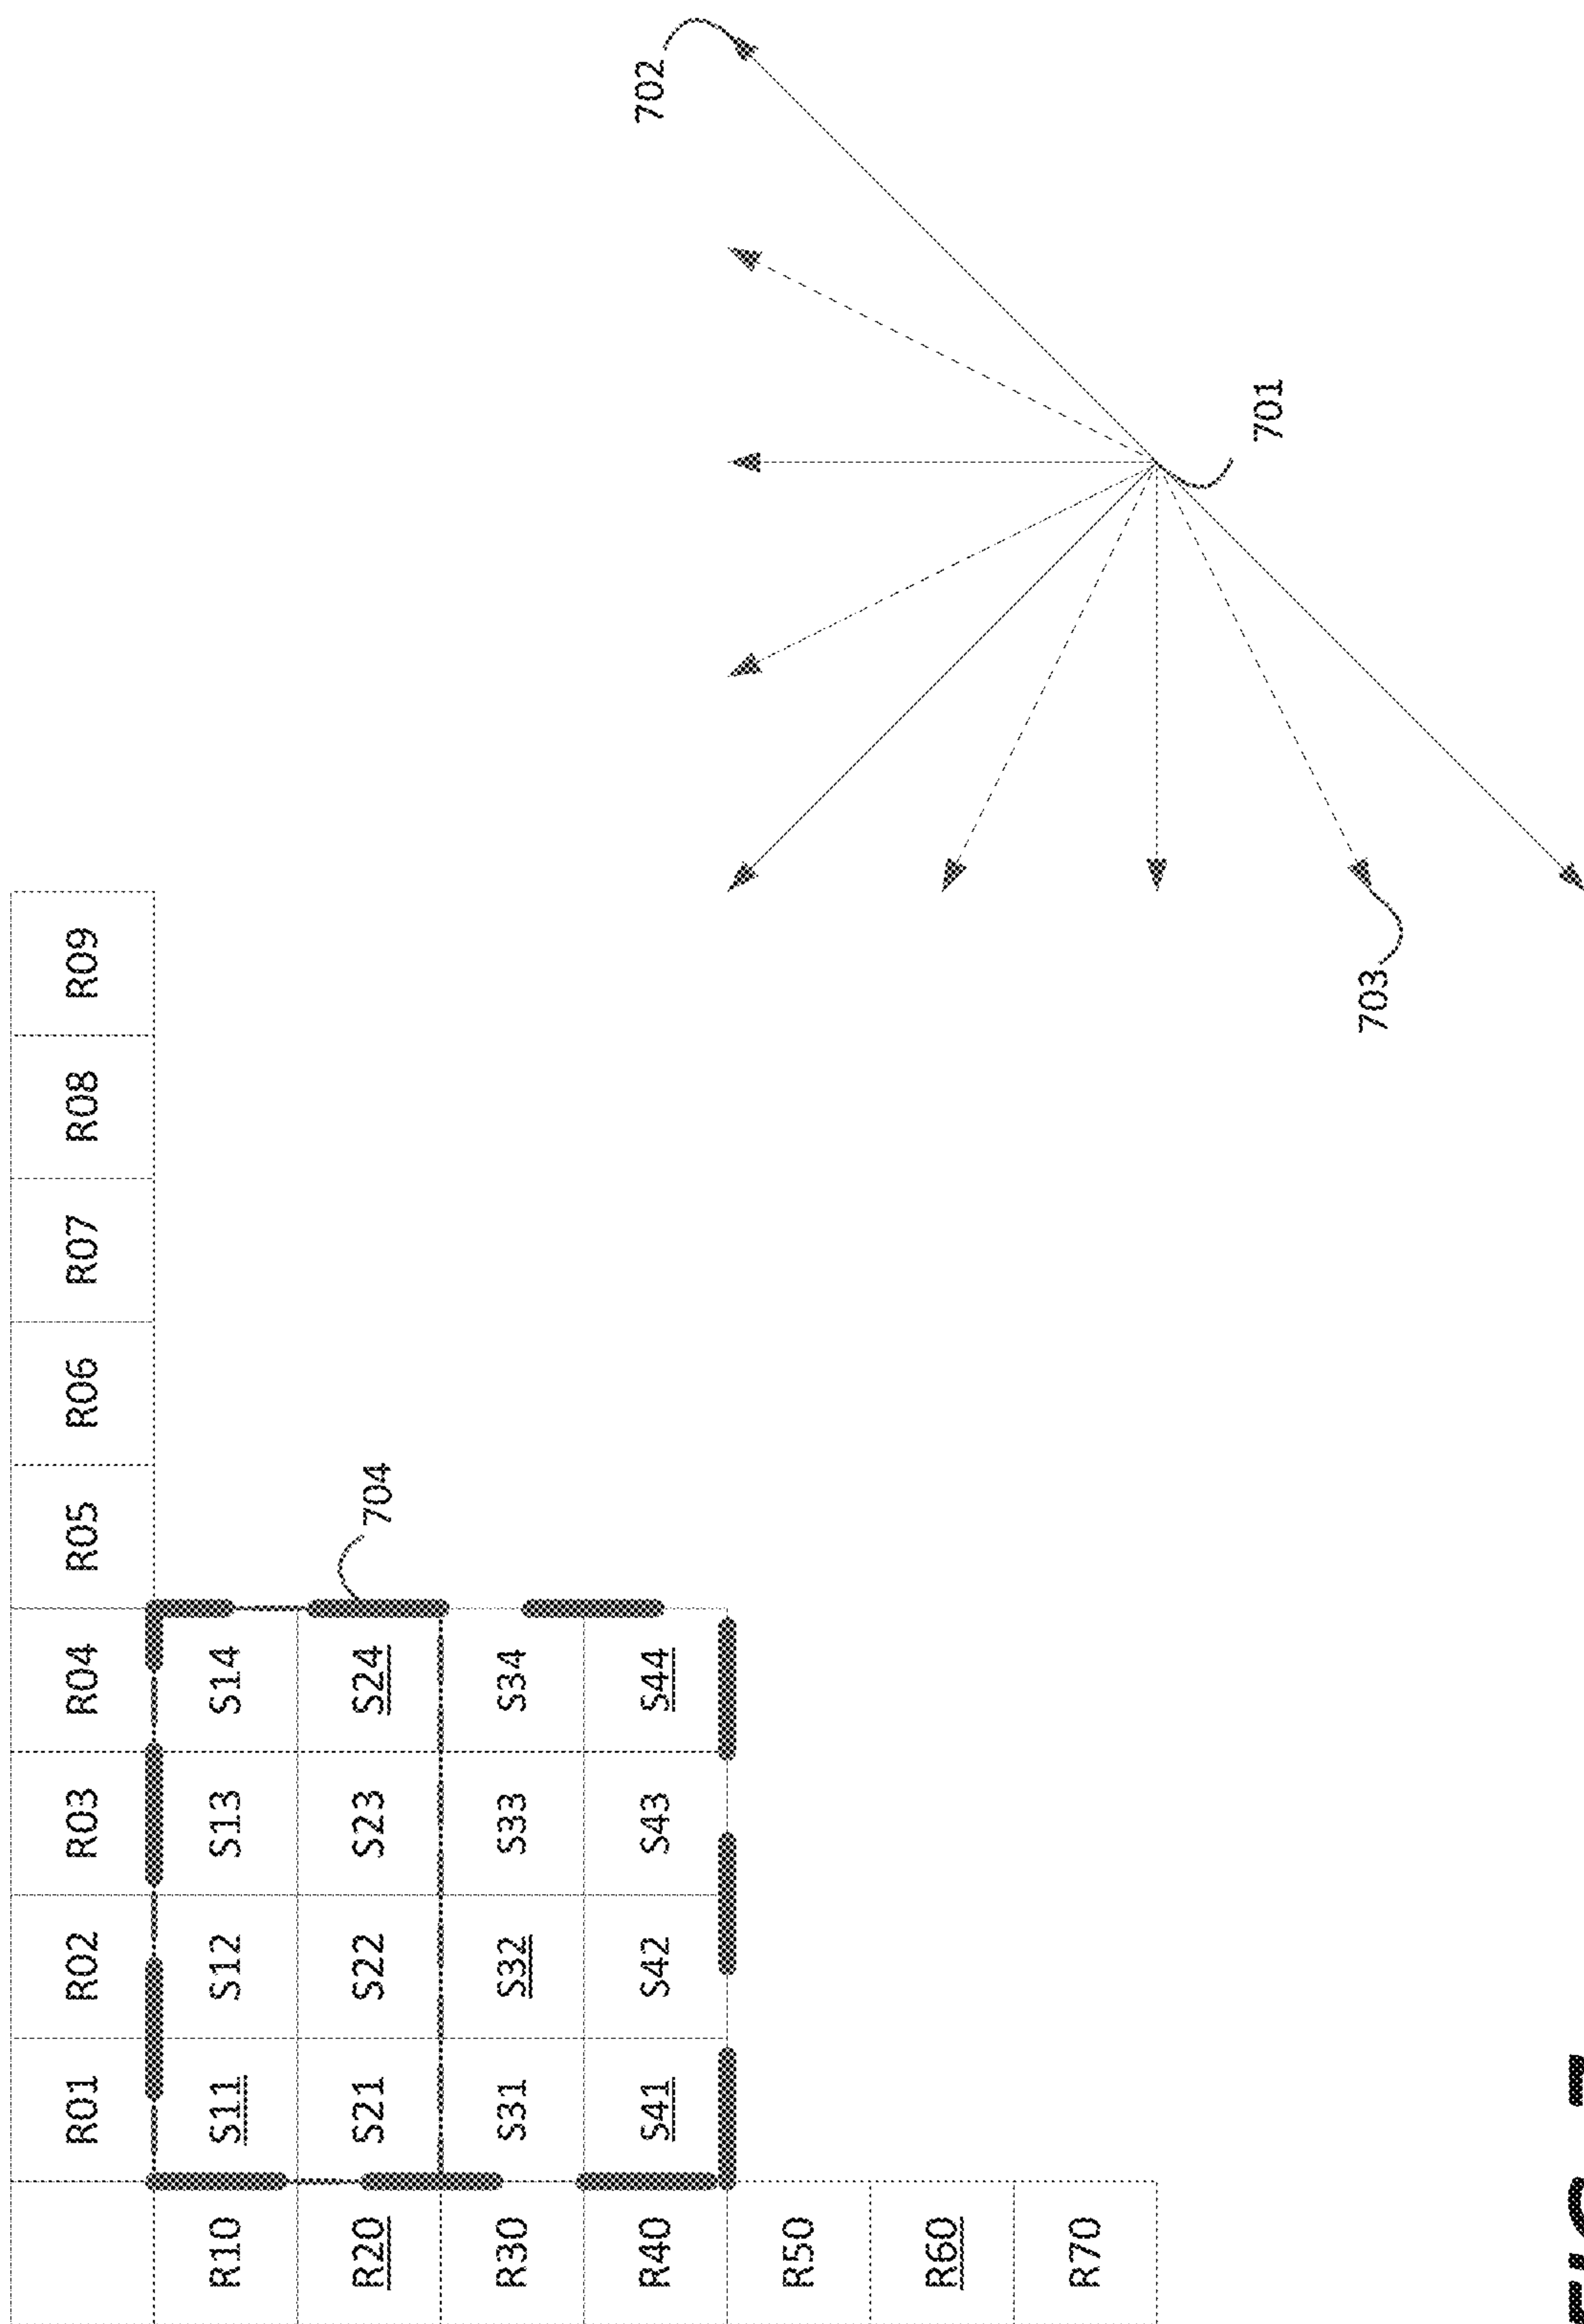 R01 R02 R03 R04 R05 R06 R07 R08 R09
R10 S11 S12 S13 S14
R20 S21 S22 S23 S24
704
R30 S31 S32 S33 S34
R40 S41 S42 S43 S44
702
R50
R60
R70
701
703